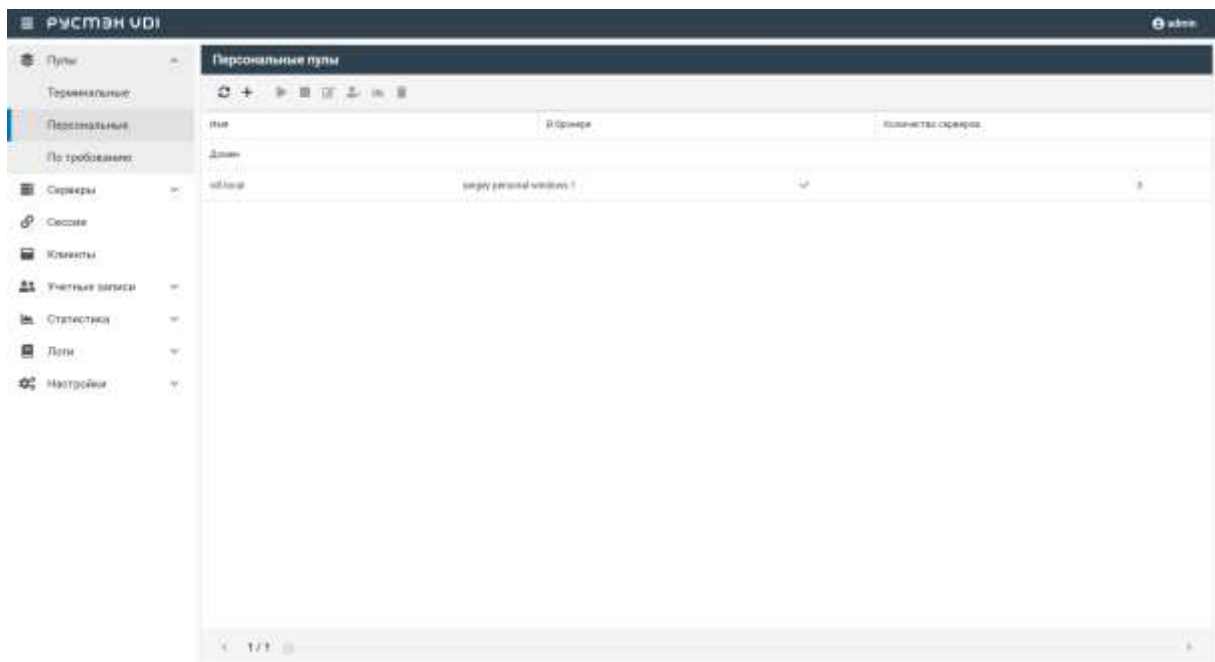 РУСТЭК VDI
admin
Пулы
Терминальные
Персональные
По требованию
Серверы
Сессии
Клиенты
Учетные записи
Статистика
Логи
Настройки
Персональные пулы
Имя В брокере Количество серверов
Домен
vdi.local sergey personal windows 1 3
1 / 1